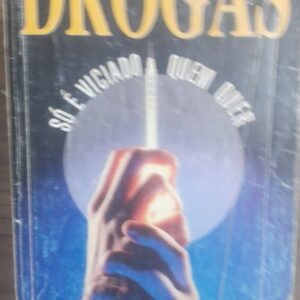 DROGAS
SÓ É VICIADO QUEM QUER